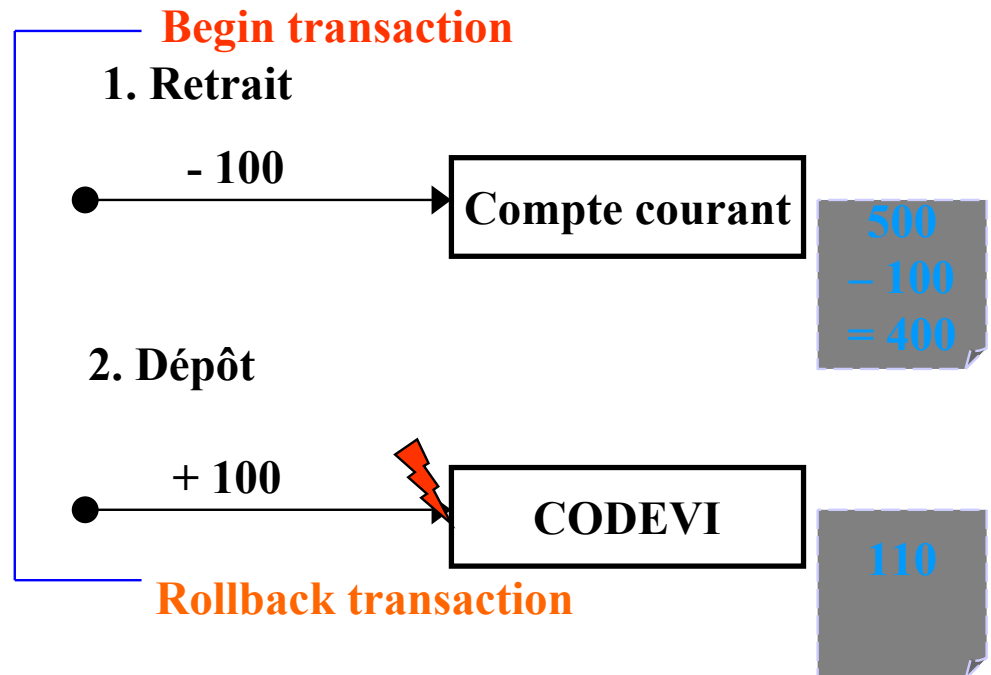 Begin transaction
1. Retrait
- 100
Compte courant
500
– 100
= 400
2. Dépôt
+ 100
CODEVI
110
Rollback transaction